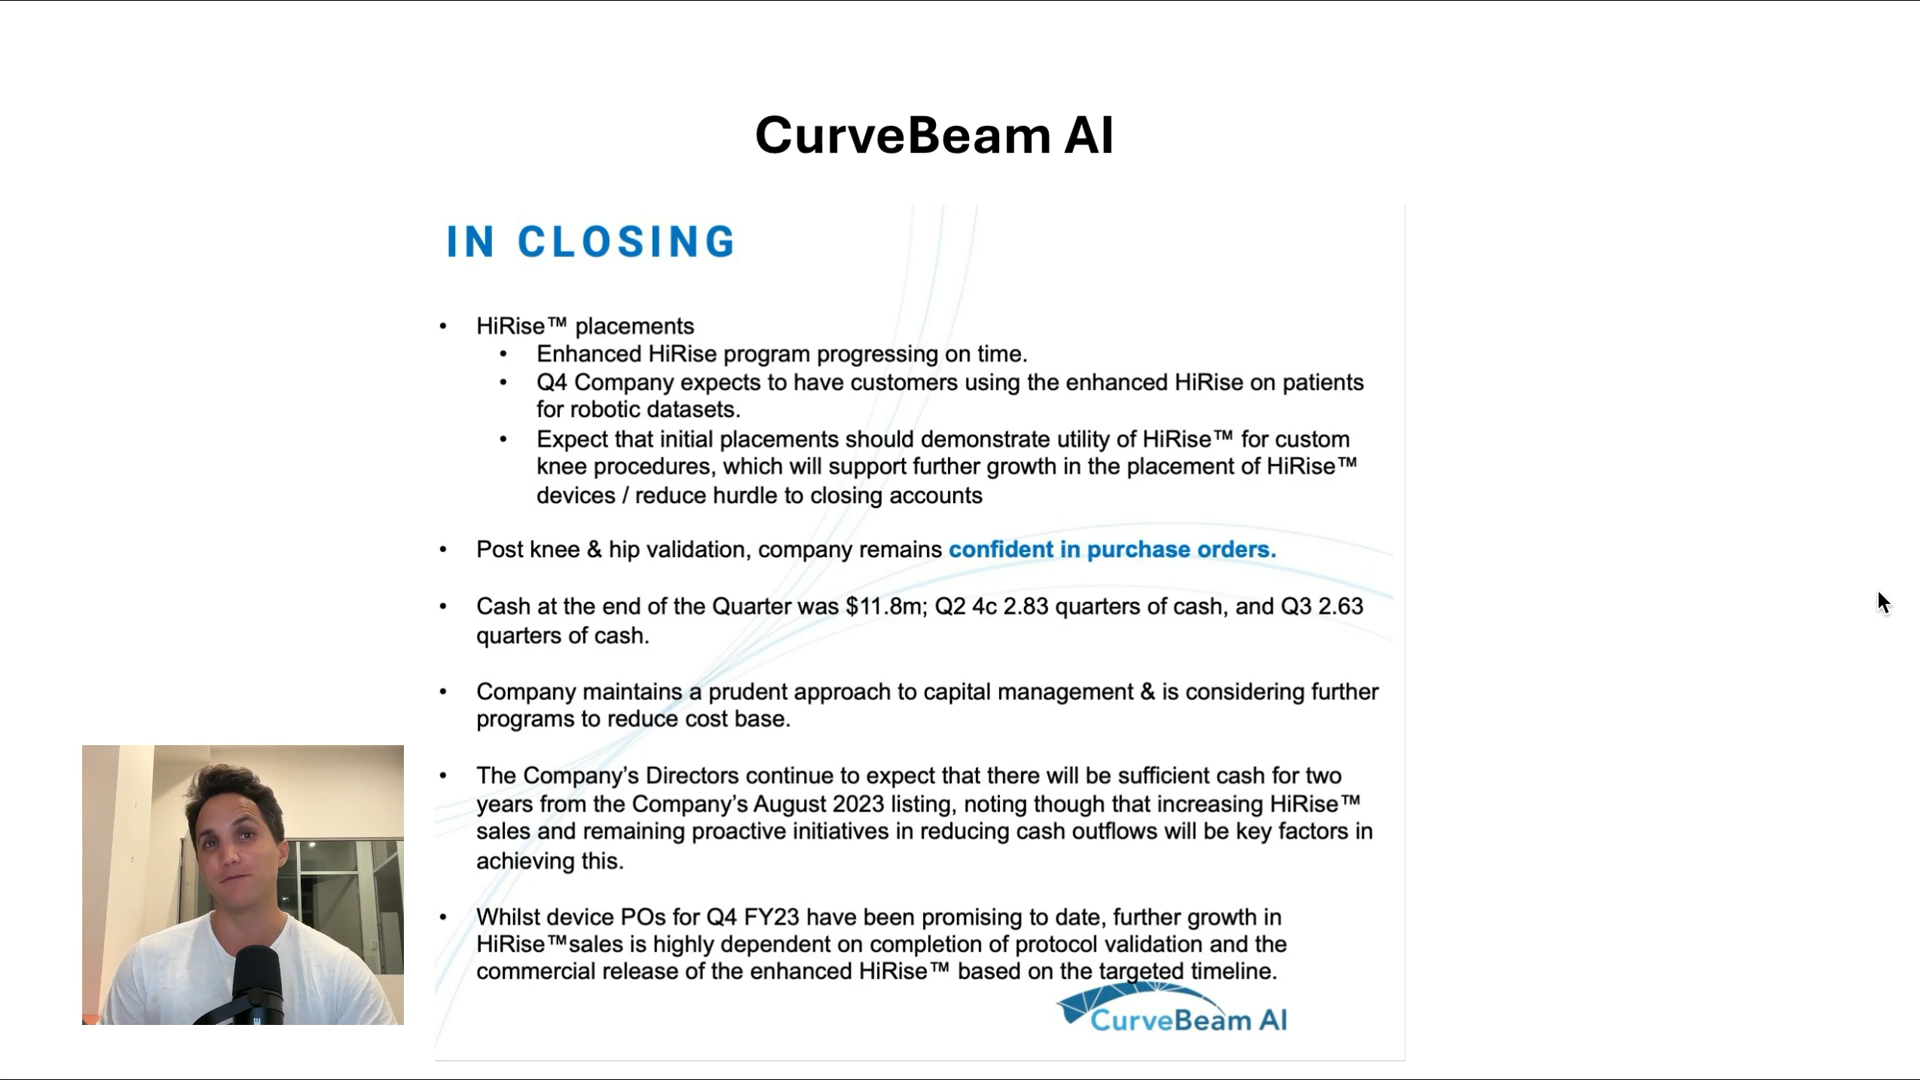 CurveBeam AI
IN CLOSING
• HiRise™ placements
• Enhanced HiRise program progressing on time.
• Q4 Company expects to have customers using the enhanced HiRise on patients
for robotic datasets.
• Expect that initial placements should demonstrate utility of HiRise™ for custom
knee procedures, which will support further growth in the placement of HiRise™
devices / reduce hurdle to closing accounts
• Post knee & hip validation, company remains confident in purchase orders.
• Cash at the end of the Quarter was $11.8m; Q2 4c 2.83 quarters of cash, and Q3 2.63
quarters of cash.
• Company maintains a prudent approach to capital management & is considering further
programs to reduce cost base.
• The Company’s Directors continue to expect that there will be sufficient cash for two
years from the Company’s August 2023 listing, noting though that increasing HiRise™
sales and remaining proactive initiatives in reducing cash outflows will be key factors in
achieving this.
• Whilst device POs for Q4 FY23 have been promising to date, further growth in
HiRise™sales is highly dependent on completion of protocol validation and the
commercial release of the enhanced HiRise™ based on the targeted timeline.
CurveBeam AI